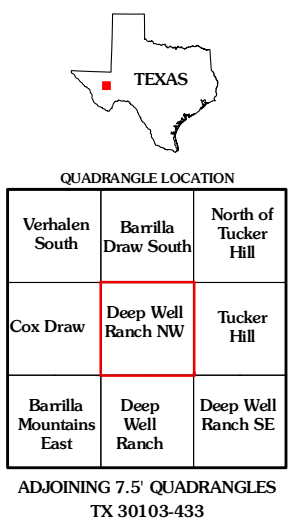 TEXAS
QUADRANGLE LOCATION
Verhalen
South
Barrilla
Draw South
North of
Tucker
Hill
Cox Draw
Deep Well
Ranch NW
Tucker
Hill
Barrilla
Mountains
East
Deep
Well
Ranch
Deep Well
Ranch SE
ADJOINING 7.5' QUADRANGLES
TX 30103-433